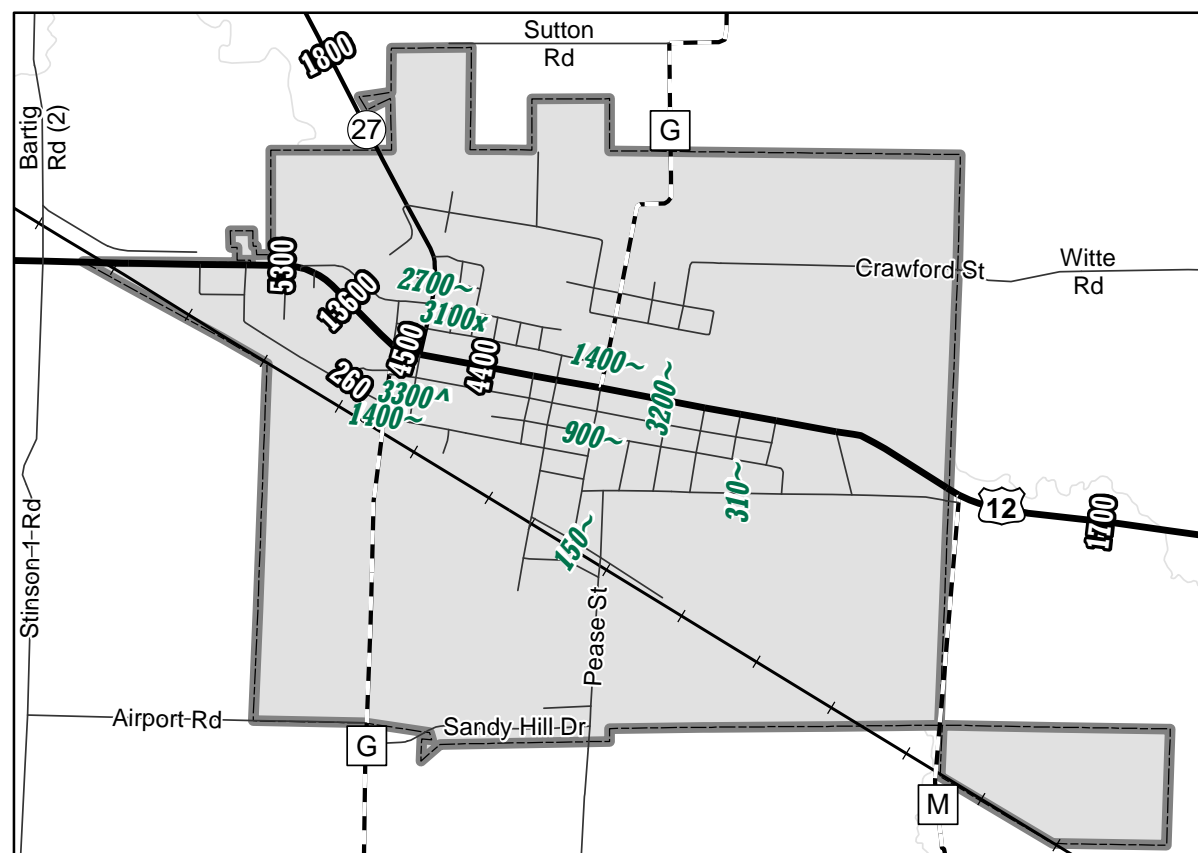 Sutton
Rd
1800
27
G
Bartig
Rd (2)
5300
2700~
Crawford St
Witte
Rd
13600
3100x
4500
4400
1400~
260
3300^
3200~
1400~
900~
310~
12
1700
150~
Stinson 1 Rd
Pease St
Airport Rd
Sandy Hill Dr
G
M